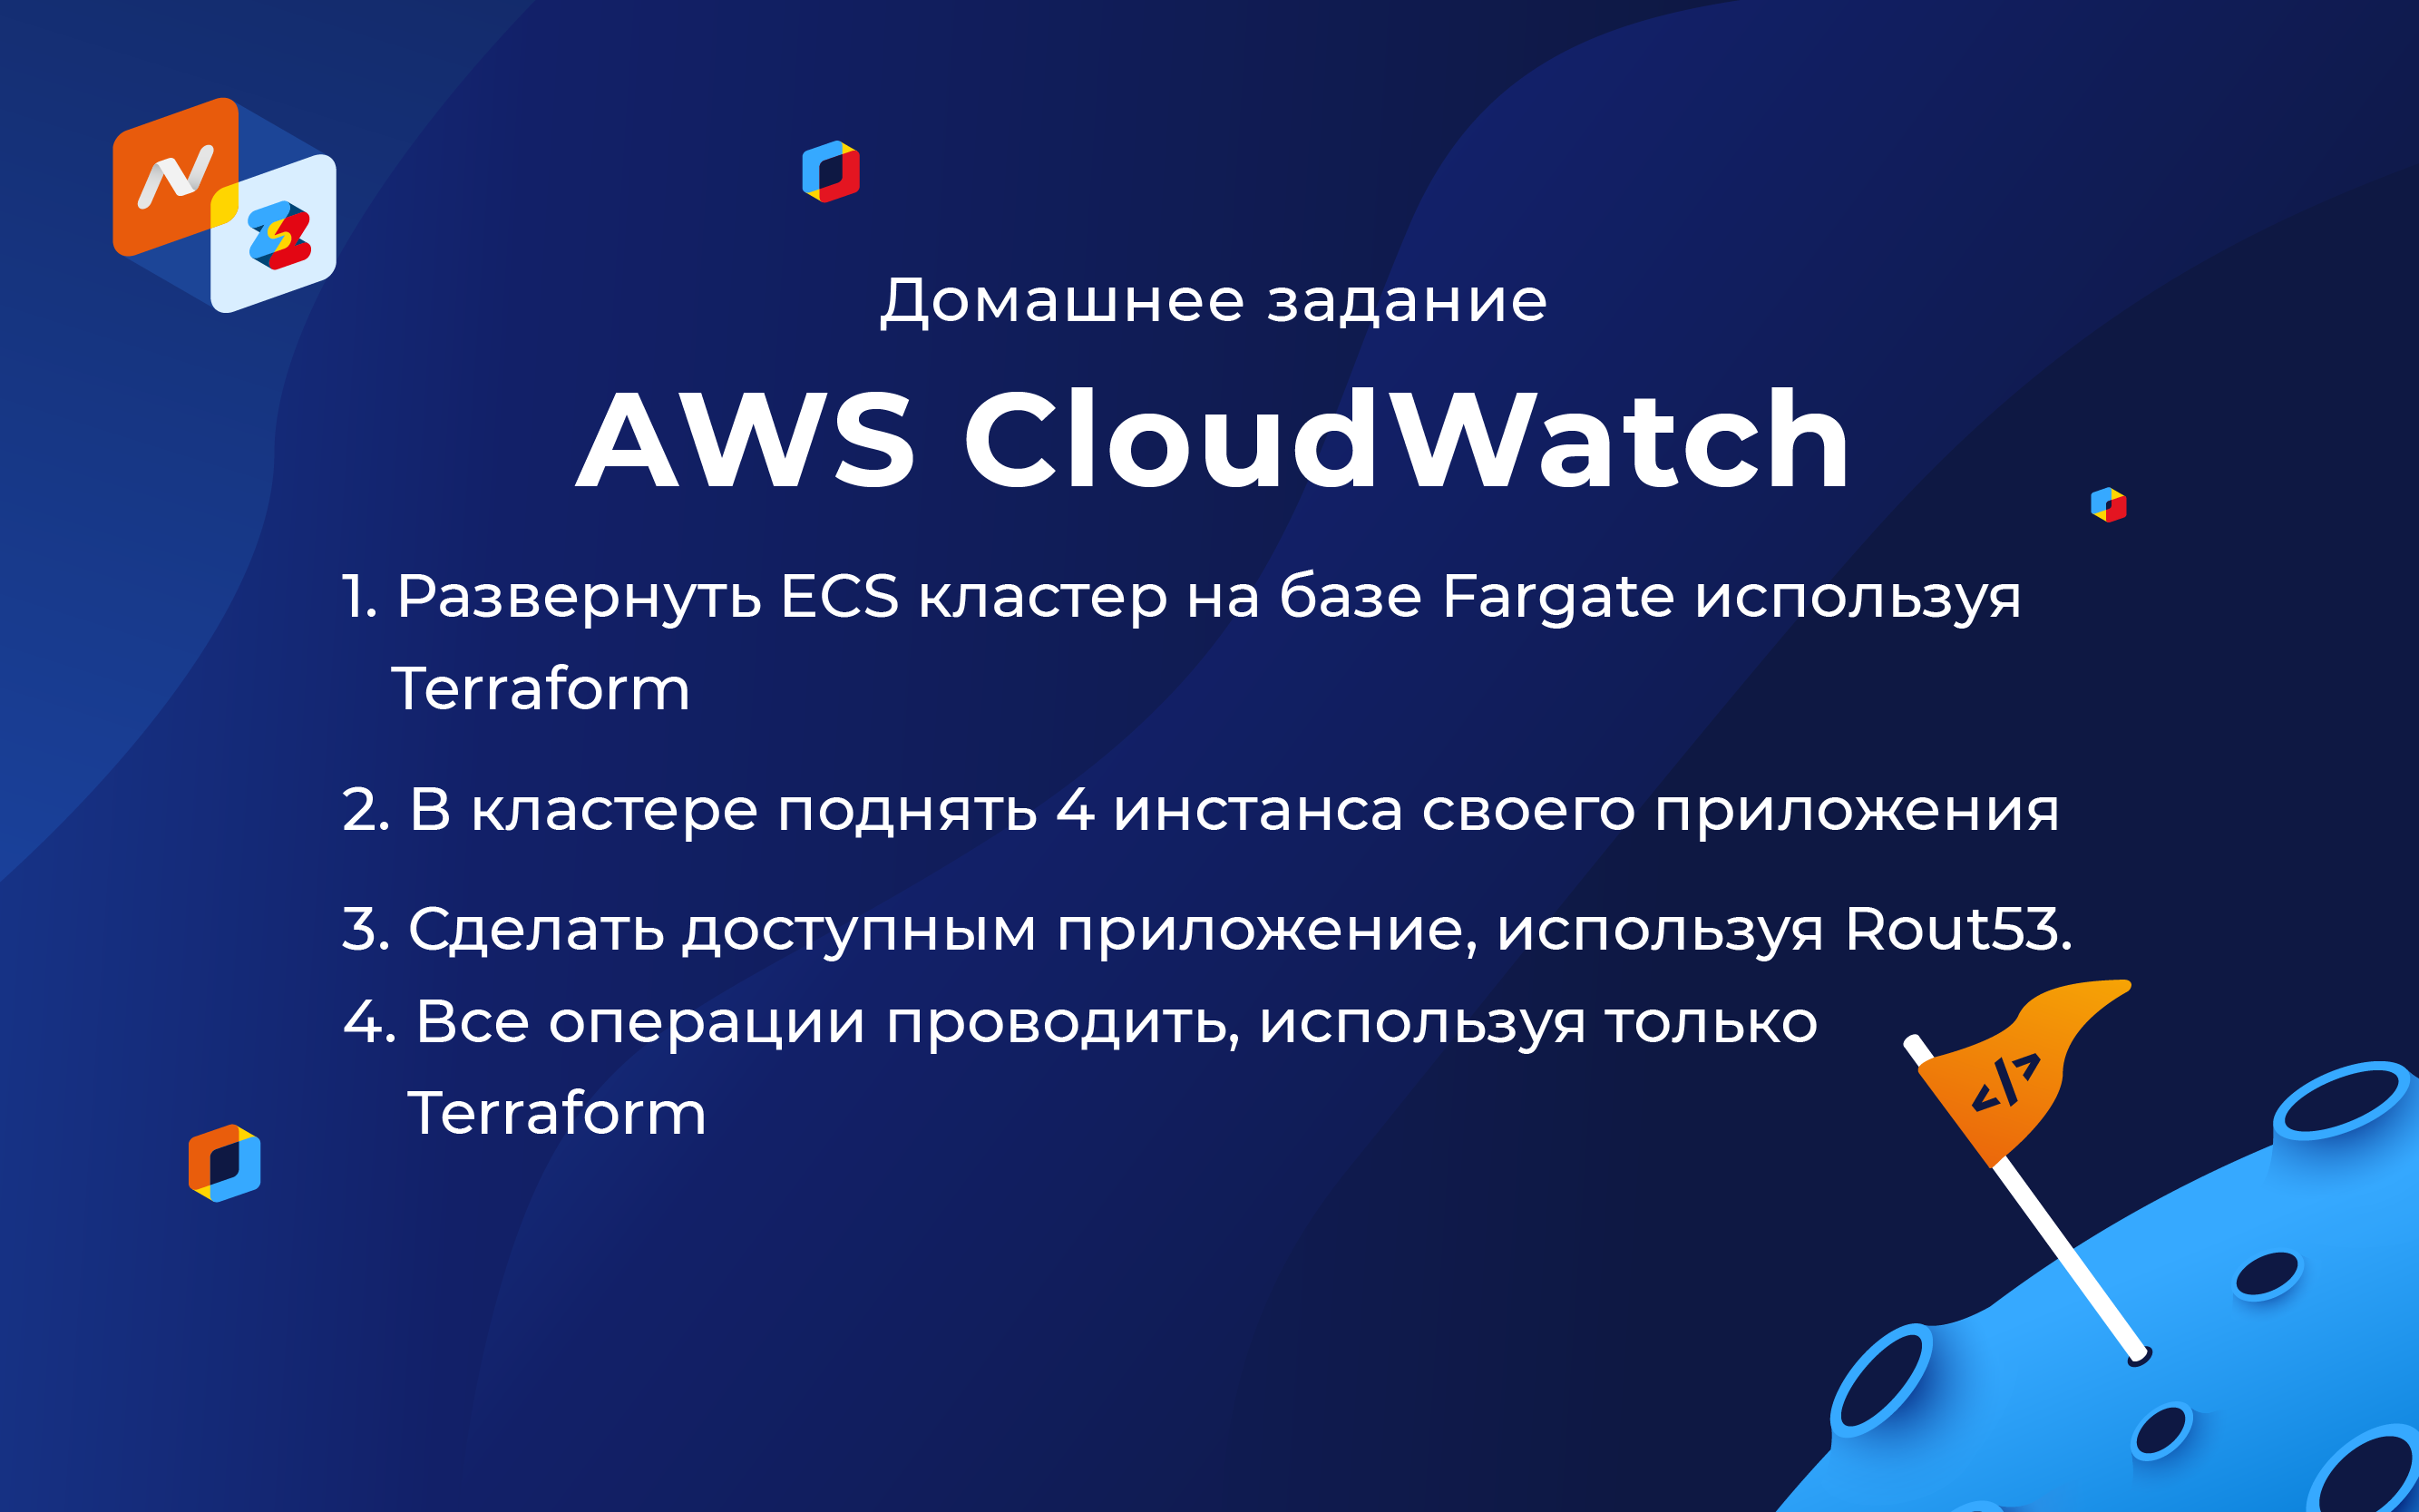 Домашнее задание
AWS CloudWatch
1. Развернуть ECS кластер на базе Fargate используя
Terraform
2. В кластере поднять 4 инстанса своего приложения
3. Сделать доступным приложение, используя Rout53.
4. Все операции проводить, используя только
Terraform
</>